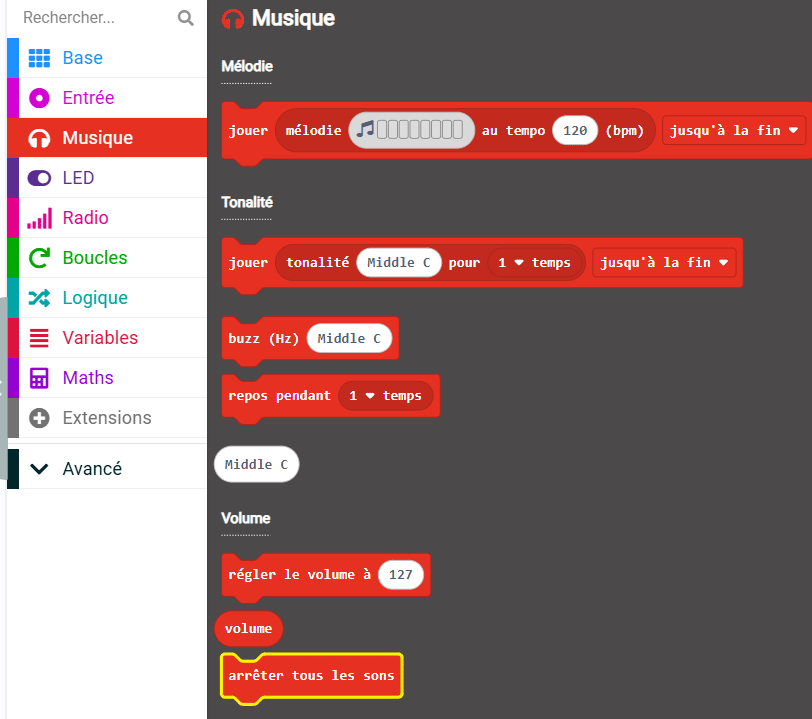 Rechercher...
Base
Entrée
Musique
LED
Radio
Boucles
Logique
Variables
Maths
Extensions
Avancé
Musique
Mélodie
jouer mélodie au tempo 120 (bpm) jusqu'à la fin
Tonalité
jouer tonalité Middle C pour 1 temps jusqu'à la fin
buzz (Hz) Middle C
repos pendant 1 temps
Middle C
Volume
régler le volume à 127
volume
arrêter tous les sons